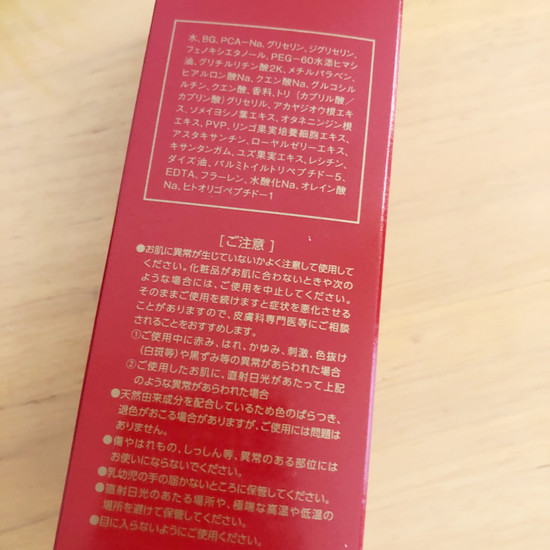 水、BG、PCA-Na、グリセリン、ジグリセリン、
フェノキシエタノール、PEG-60水添ヒマシ
油、グリチルリチン酸2K、メチルパラベン、
ヒアルロン酸Na、クエン酸Na、グルコシル
ルチン、クエン酸、香料、トリ(カプリル酸／
カプリン酸)グリセリル、アカヤジオウ根エキ
ス、ソメイヨシノ葉エキス、オタネニンジン根
エキス、PVP、リンゴ果実培養細胞エキス、
アスタキサンチン、ローヤルゼリーエキス、
キサンタンガム、ユズ果実エキス、レシチン、
ダイズ油、パルミトイルトリペプチド-5、
EDTA、フラーレン、水酸化Na、オレイン酸
Na、ヒトオリゴペプチド-1
［ご注意］
●お肌に異常が生じていないかよく注意して使用して
ください。化粧品がお肌に合わないときや次の
ような場合には、ご使用を中止してください。
そのままご使用を続けますと症状を悪化させる
ことがありますので、皮膚科専門医等にご相談
されることをおすすめします。
①ご使用中に赤み、はれ、かゆみ、刺激、色抜け
(白斑等)や黒ずみ等の異常があらわれた場合
②ご使用したお肌に、直射日光があたって上記
のような異常があらわれた場合
●天然由来成分を配合しているため色のばらつき、
退色がおこる場合がありますが、ご使用には問題は
ありません。
●傷やはれもの、しっしん等、異常のある部位には
お使いにならないでください。
●乳幼児の手の届かないところに保管してください。
●直射日光のあたる場所や、極端な高温や低温の
場所を避けて保管してください。
●目に入らないようにご使用ください。